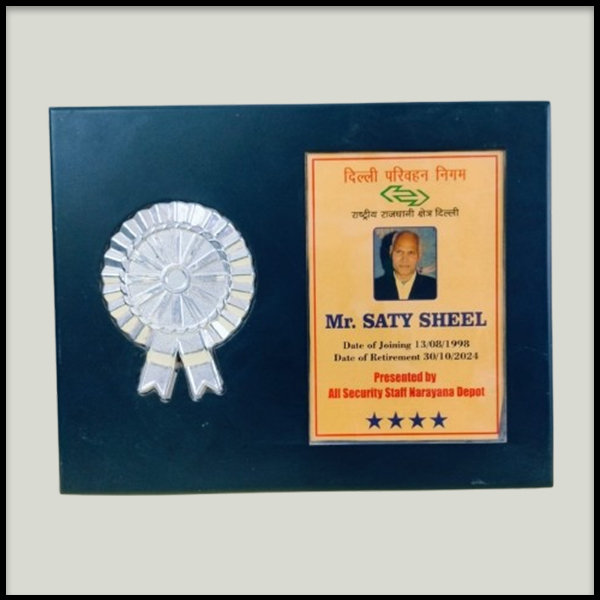 दिल्ली परिवहन निगम
राष्ट्रीय राजधानी क्षेत्र दिल्ली
Mr. SATY SHEEL
Date of Joining 13/08/1998
Date of Retirement 30/10/2024
Presented by
All Security Staff Narayana Depot